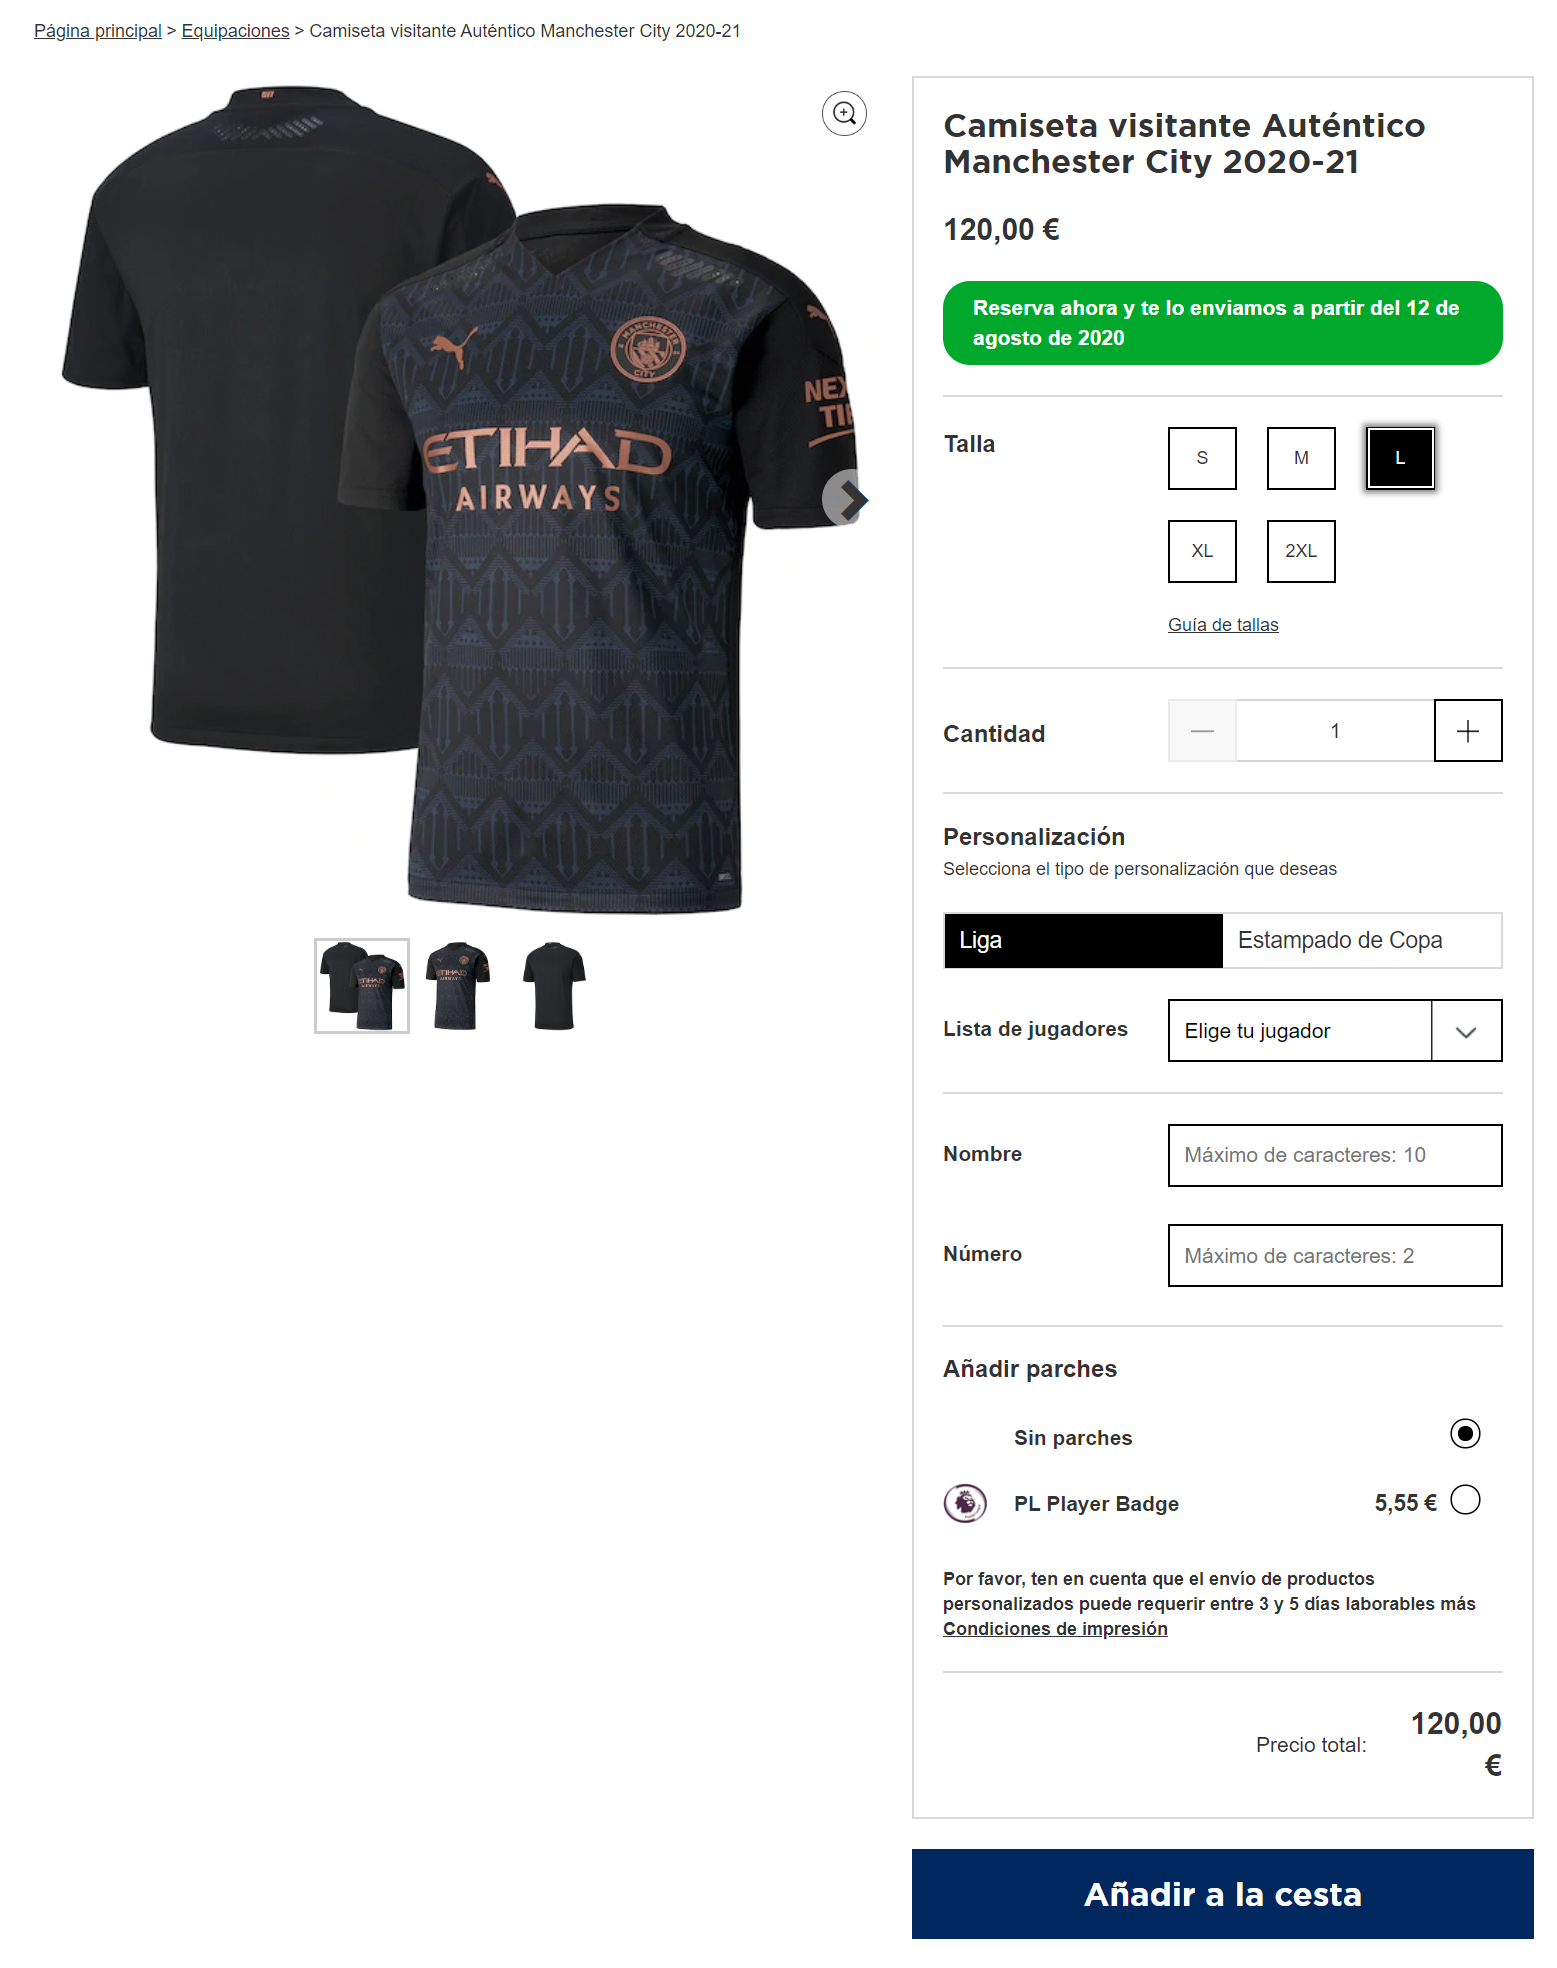 Página principal > Equipaciones > Camiseta visitante Auténtico Manchester City 2020-21
MANCHESTER
CITY
ETIHAD
AIRWAYS
NEX
TI
Camiseta visitante Auténtico
Manchester City 2020-21
120,00 €
Reserva ahora y te lo enviamos a partir del 12 de
agosto de 2020
Talla
S
M
L
XL
2XL
Guía de tallas
Cantidad
1
Personalización
Selecciona el tipo de personalización que deseas
Liga
Estampado de Copa
Lista de jugadores
Elige tu jugador
Nombre
Máximo de caracteres: 10
Número
Máximo de caracteres: 2
Añadir parches
Sin parches
PL Player Badge
5,55 €
Por favor, ten en cuenta que el envío de productos
personalizados puede requerir entre 3 y 5 días laborables más
Condiciones de impresión
Precio total:
120,00
€
Añadir a la cesta